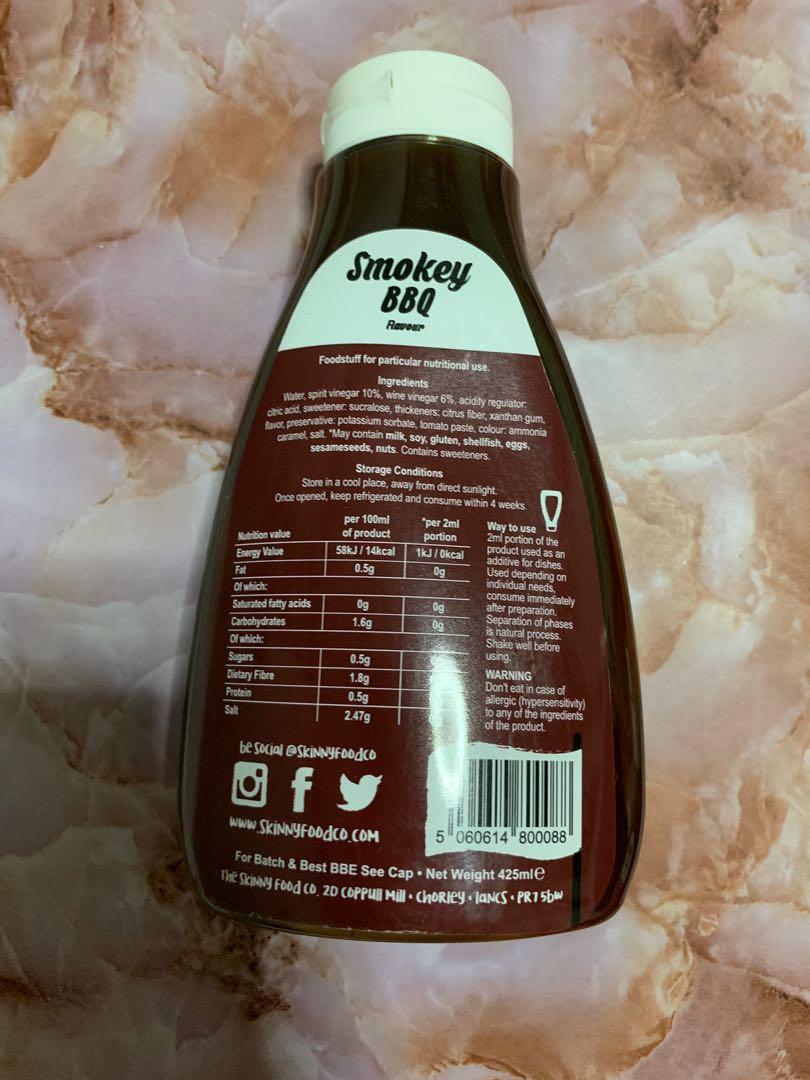 Smokey
BBQ
Flavour
Foodstuff for particular nutritional use.
Ingredients
Water, spirit vinegar 10%, wine vinegar 6%, acidity regulator:
citric acid, sweetener: sucralose, thickeners: citrus fiber, xanthan gum,
flavor, preservative: potassium sorbate, tomato paste, colour: ammonia
caramel, salt. *May contain milk, soy, gluten, shellfish, eggs,
sesameseeds, nuts. Contains sweeteners.
Storage Conditions
Store in a cool place, away from direct sunlight.
Once opened, keep refrigerated and consume within 4 weeks.
Nutrition value per 100ml of product *per 2ml portion
Energy Value 58kJ / 14kcal 1kJ / 0kcal
Fat 0.5g 0g
Of which:
Saturated fatty acids 0g 0g
Carbohydrates 1.6g 0g
Of which:
Sugars 0.5g
Dietary Fibre 1.8g
Protein 0.5g
Salt 2.47g
Way to use
2ml portion of the
product used as an
additive for dishes.
Used depending on
individual needs,
consume immediately
after preparation.
Separation of phases
is natural process.
Shake well before
using.
WARNING
Don't eat in case of
allergic (hypersensitivity)
to any of the ingredients
of the product.
be social @skinnyfoodco
www.skinnyfoodco.com
5 060614 800088
For Batch & Best BBE See Cap • Net Weight 425ml e
The Skinny Food Co. 2D Coppull Mill • Chorley • Lancs • PR7 5bw